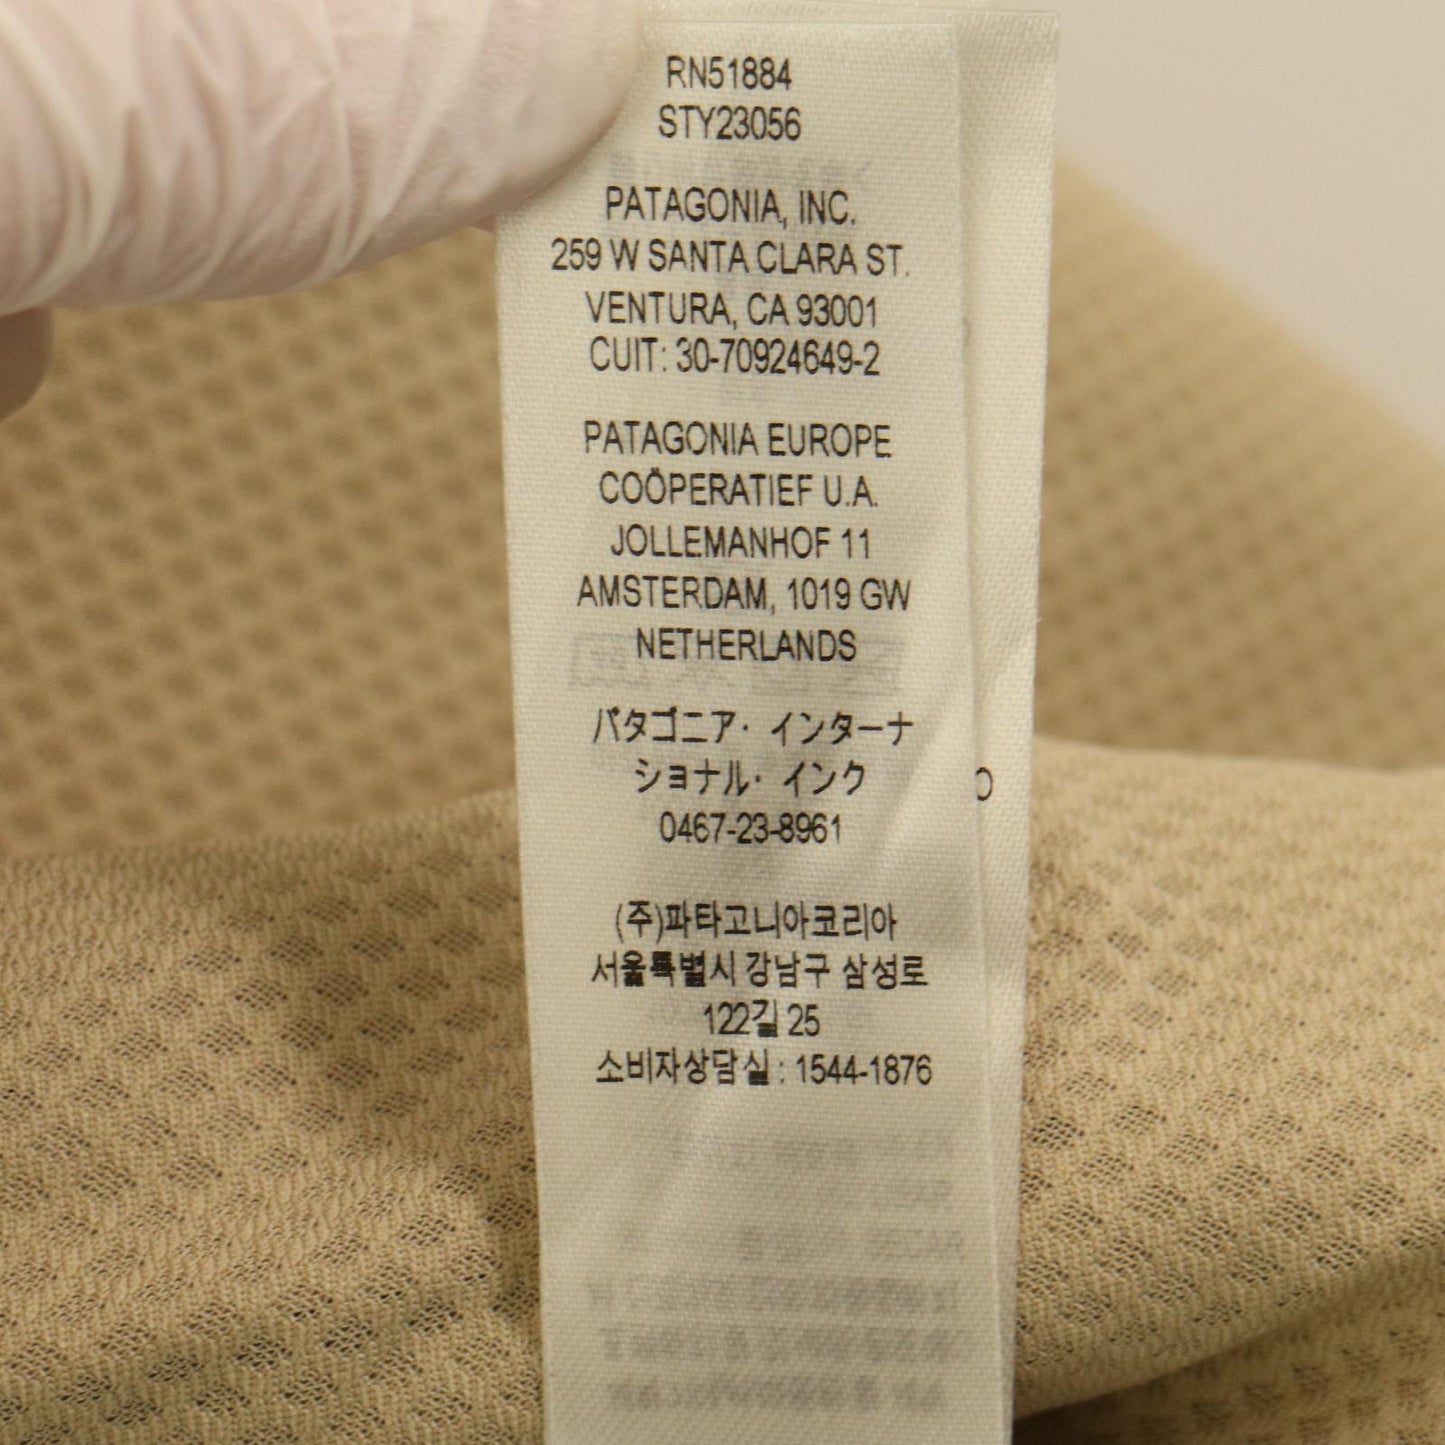 RN51884
STY23056
PATAGONIA, INC.
259 W SANTA CLARA ST.
VENTURA, CA 93001
CUIT: 30-70924649-2
PATAGONIA EUROPE
COÖPERATIEF U.A.
JOLLEMANHOF 11
AMSTERDAM, 1019 GW
NETHERLANDS
パタゴニア・インターナ
ショナル・インク
0467-23-8961
(주)파타고니아코리아
서울특별시 강남구 삼성로
122길 25
소비자상담실 : 1544-1876